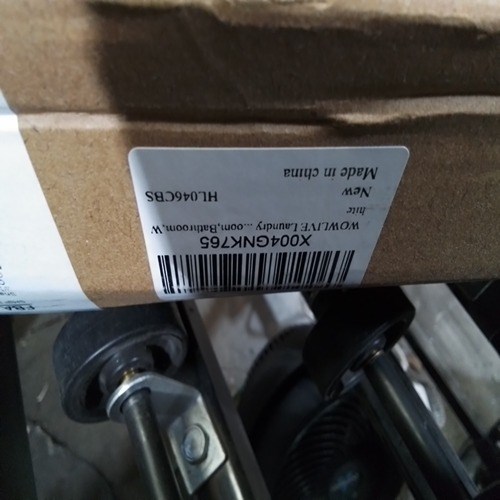 X004GNK765
WOWLIVE Laundry ...oom,Bathroom,W
hite
New HL046CBS
Made in china